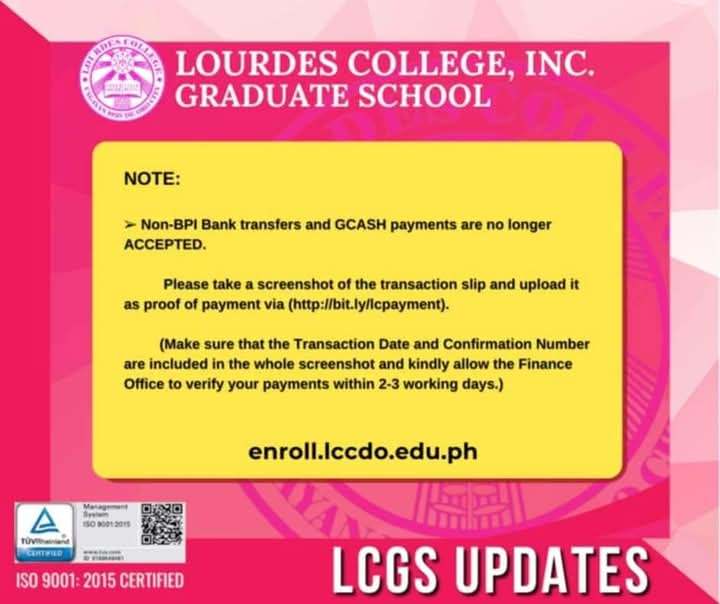 LOURDES COLLEGE, INC.
GRADUATE SCHOOL
NOTE:
➢ Non-BPI Bank transfers and GCASH payments are no longer
ACCEPTED.
Please take a screenshot of the transaction slip and upload it
as proof of payment via (http://bit.ly/lcpayment).
(Make sure that the Transaction Date and Confirmation Number
are included in the whole screenshot and kindly allow the Finance
Office to verify your payments within 2-3 working days.)
enroll.lccdo.edu.ph
TÜVRheinland
CERTIFIED
Management
System
ISO 9001:2015
www.tuv.com
ISO 9001: 2015 CERTIFIED
LCGS UPDATES